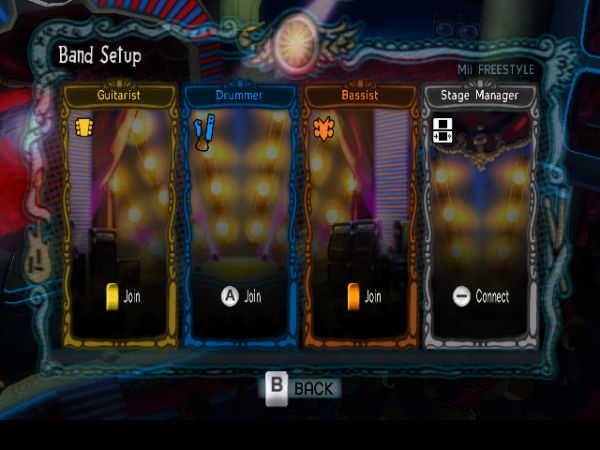 Band Setup
Mii FREESTYLE
Guitarist
Drummer
Bassist
Stage Manager
Join
A Join
Join
Connect
B BACK